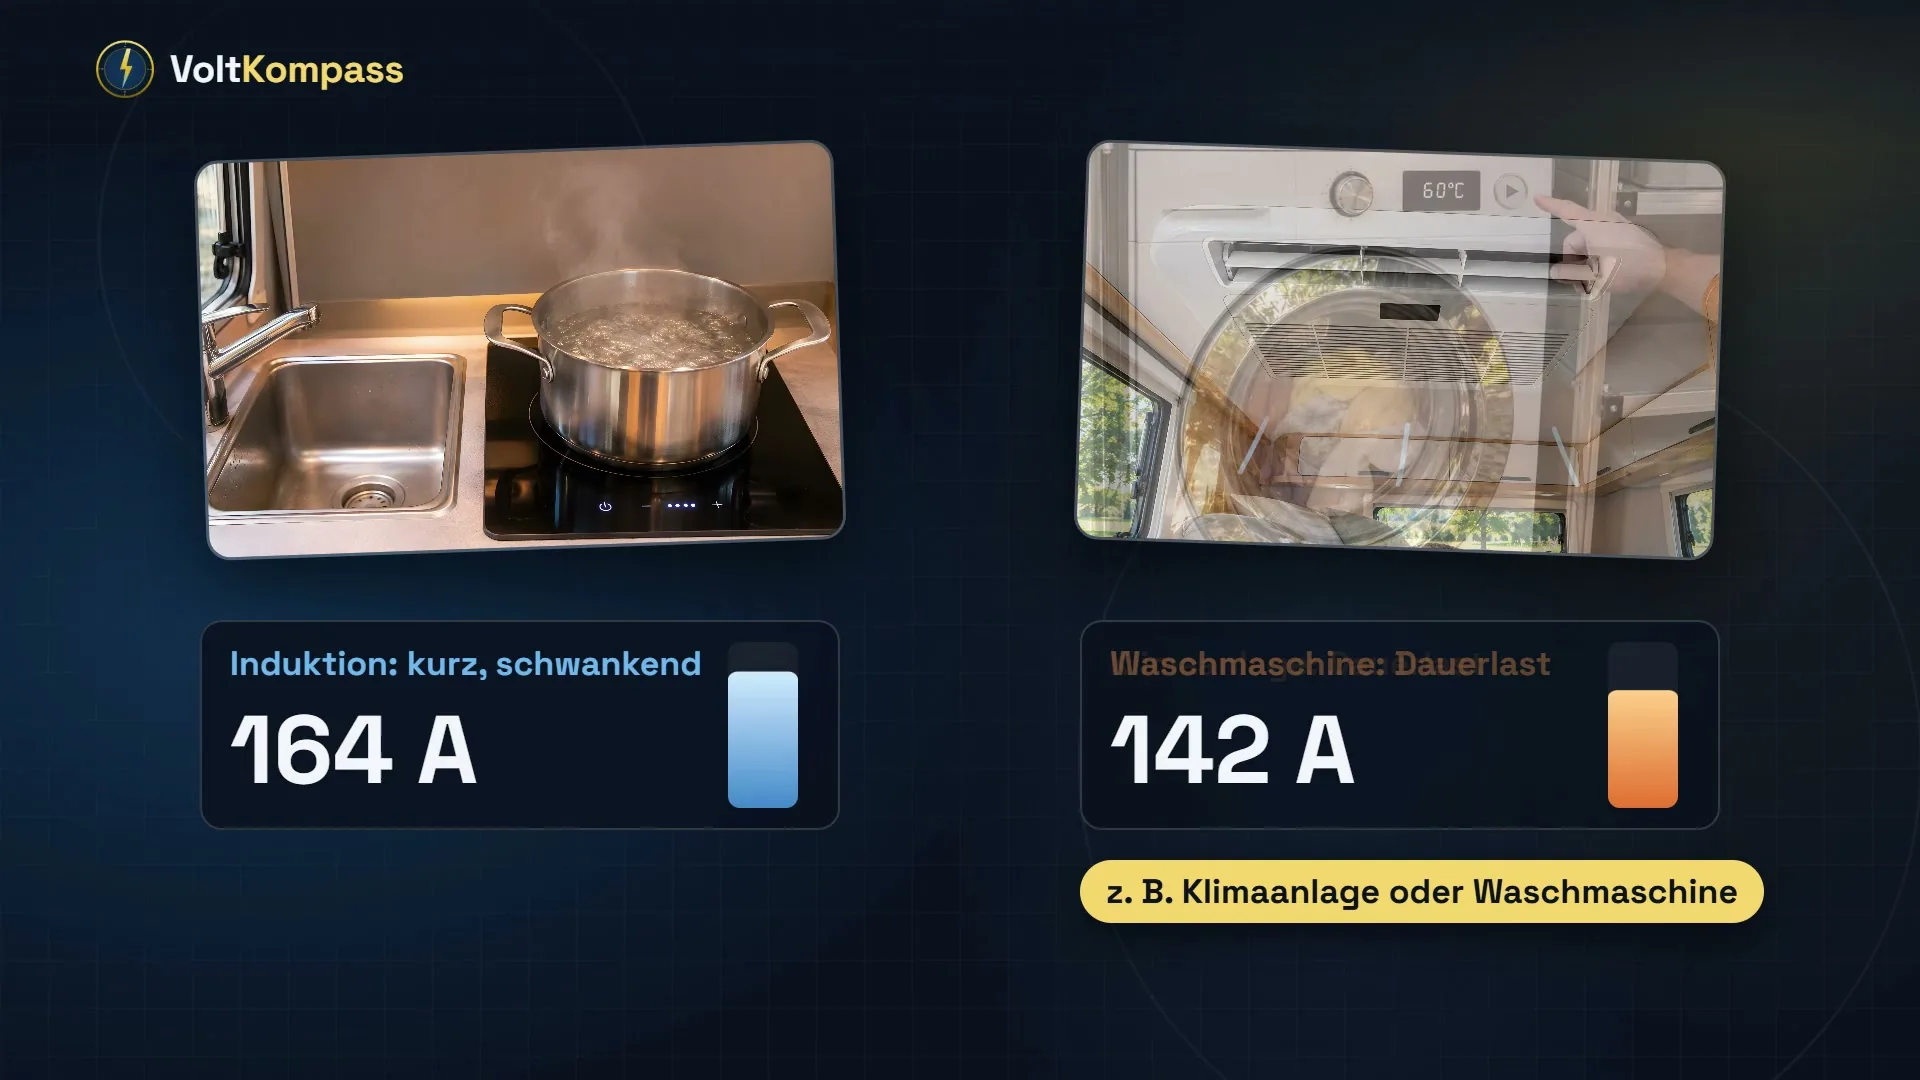 VoltKompass
60°C
Induktion: kurz, schwankend
164 A
Waschmaschine: Dauerlast
142 A
z. B. Klimaanlage oder Waschmaschine